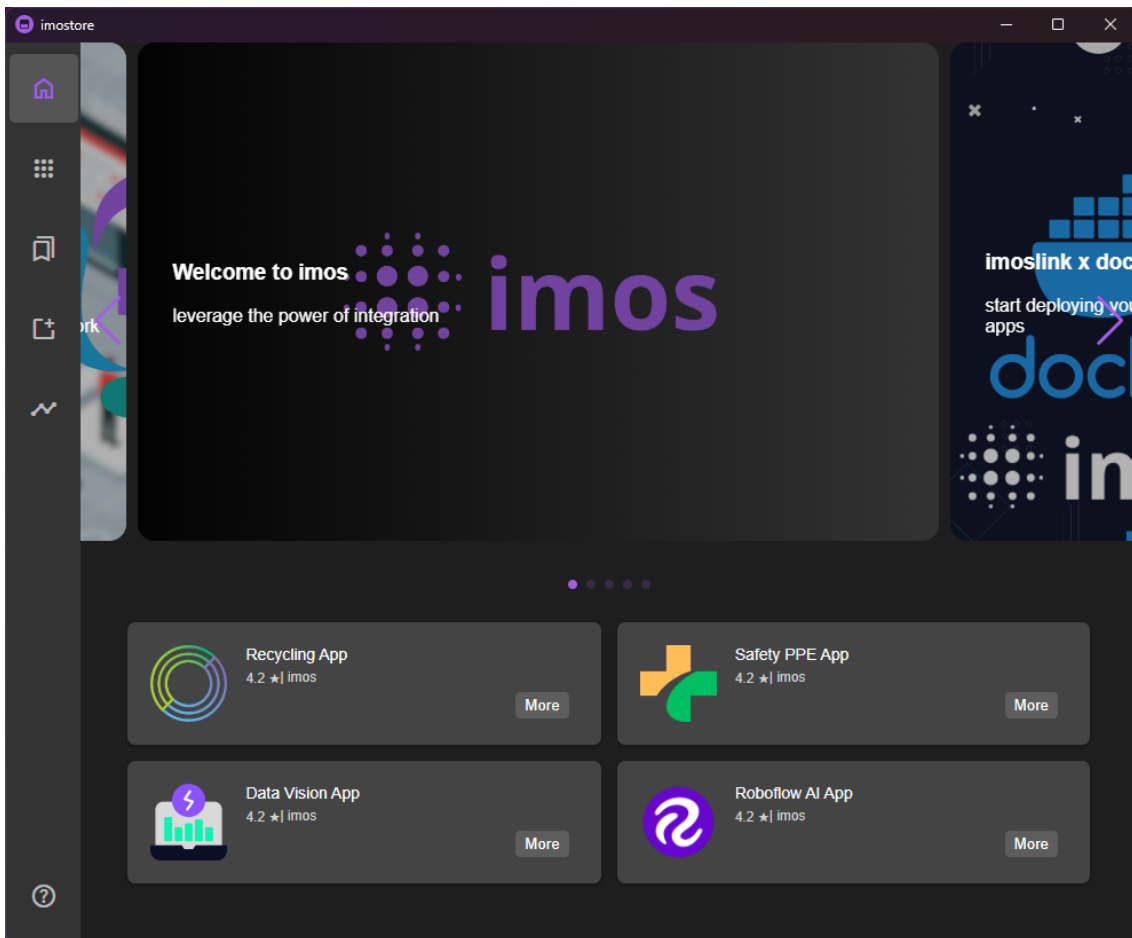 imostore
Welcome to imos
leverage the power of integration
imos
rk
imoslink x doc
start deploying you
apps
doc
im
Recycling App
4.2 ★| imos
More
Safety PPE App
4.2 ★| imos
More
Data Vision App
4.2 ★| imos
More
Roboflow AI App
4.2 ★| imos
More